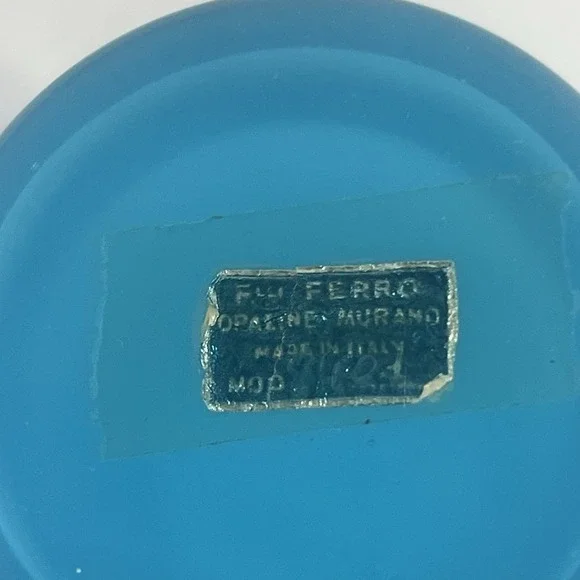 F.LLI FERRO
OPALINE MURANO
MADE IN ITALY
MOD